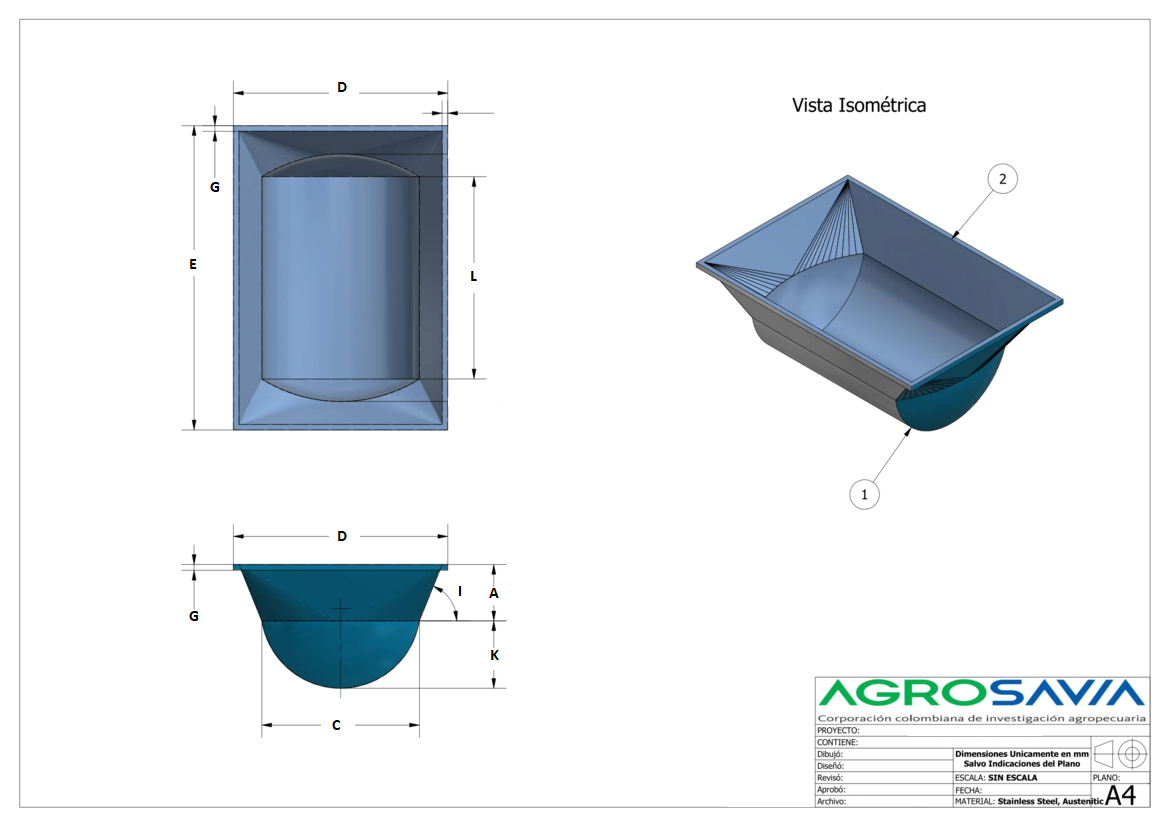 D
Vista Isométrica
G
2
E
L
1
D
I
A
G
K
C
AGROSAVIA
Corporación colombiana de investigación agropecuaria
PROYECTO:
CONTIENE:
Dibujó:
Dimensiones Unicamente en mm
Diseñó:
Salvo Indicaciones del Plano
Revisó:
ESCALA: SIN ESCALA
PLANO:
Aprobó:
FECHA:
A4
Archivo:
MATERIAL: Stainless Steel, Austenitic